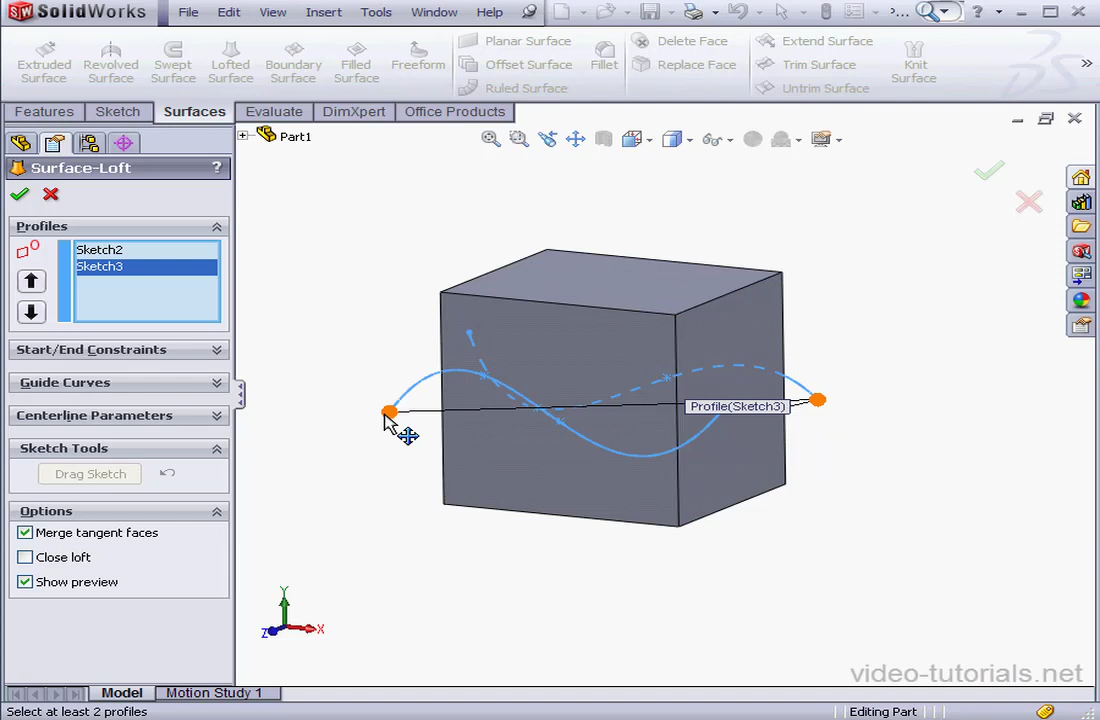 SolidWorks File Edit View Insert Tools Window Help ...
Extruded Surface
Revolved Surface
Swept Surface
Lofted Surface
Boundary Surface
Filled Surface
Freeform
Planar Surface
Offset Surface
Ruled Surface
Fillet
Delete Face
Replace Face
Extend Surface
Trim Surface
Untrim Surface
Knit Surface
Features Sketch Surfaces Evaluate DimXpert Office Products
Part1
Surface-Loft ?
Profiles
Sketch2
Sketch3
Start/End Constraints
Guide Curves
Centerline Parameters
Sketch Tools
Drag Sketch
Options
Merge tangent faces
Close loft
Show preview
Profile(Sketch3)
Y
Z X
video-tutorials.net
Model Motion Study 1
Select at least 2 profiles Editing Part